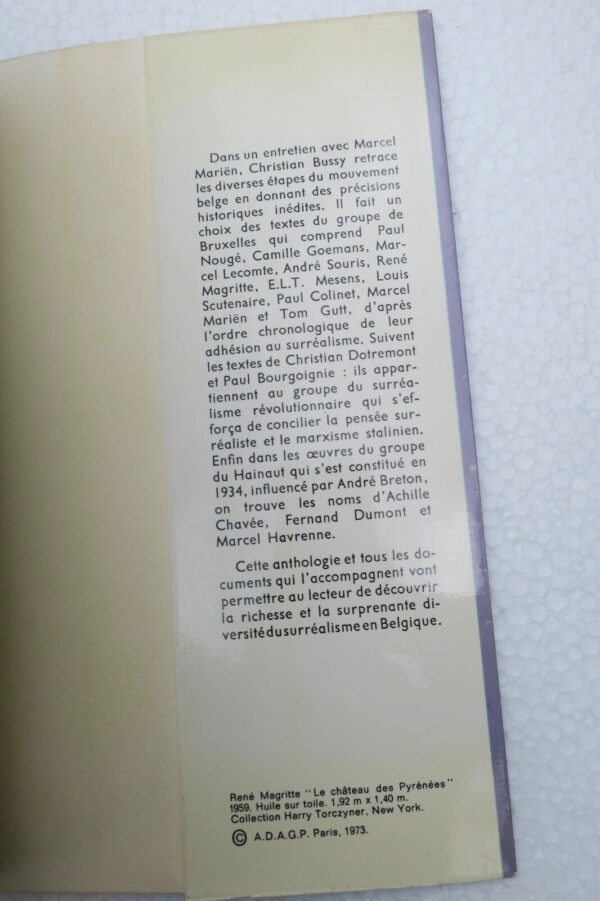 Dans un entretien avec Marcel
Mariën, Christian Bussy retrace
les diverses étapes du mouvement
belge en donnant des précisions
historiques inédites. Il fait un
choix des textes du groupe de
Bruxelles qui comprend Paul
Nougé, Camille Goemans, Mar-
cel Lecomte, André Souris, René
Magritte, E.L.T. Mesens, Louis
Scutenaire, Paul Colinet, Marcel
Mariën et Tom Gutt, d'après
l'ordre chronologique de leur
adhésion au surréalisme. Suivent
les textes de Christian Dotremont
et Paul Bourgoignie : ils appar-
tiennent au groupe du surréa-
lisme révolutionnaire qui s'ef-
força de concilier la pensée sur-
réaliste et le marxisme stalinien.
Enfin dans les œuvres du groupe
du Hainaut qui s'est constitué en
1934, influencé par André Breton,
on trouve les noms d'Achille
Chavée, Fernand Dumont et
Marcel Havrenne.
Cette anthologie et tous les do-
cuments qui l'accompagnent vont
permettre au lecteur de découvrir
la richesse et la surprenante di-
versité du surréalisme en Belgique.
René Magritte "Le château des Pyrénées"
1959. Huile sur toile. 1,92 m x 1,40 m.
Collection Harry Torczyner, New York.
© A.D.A.G.P. Paris, 1973.